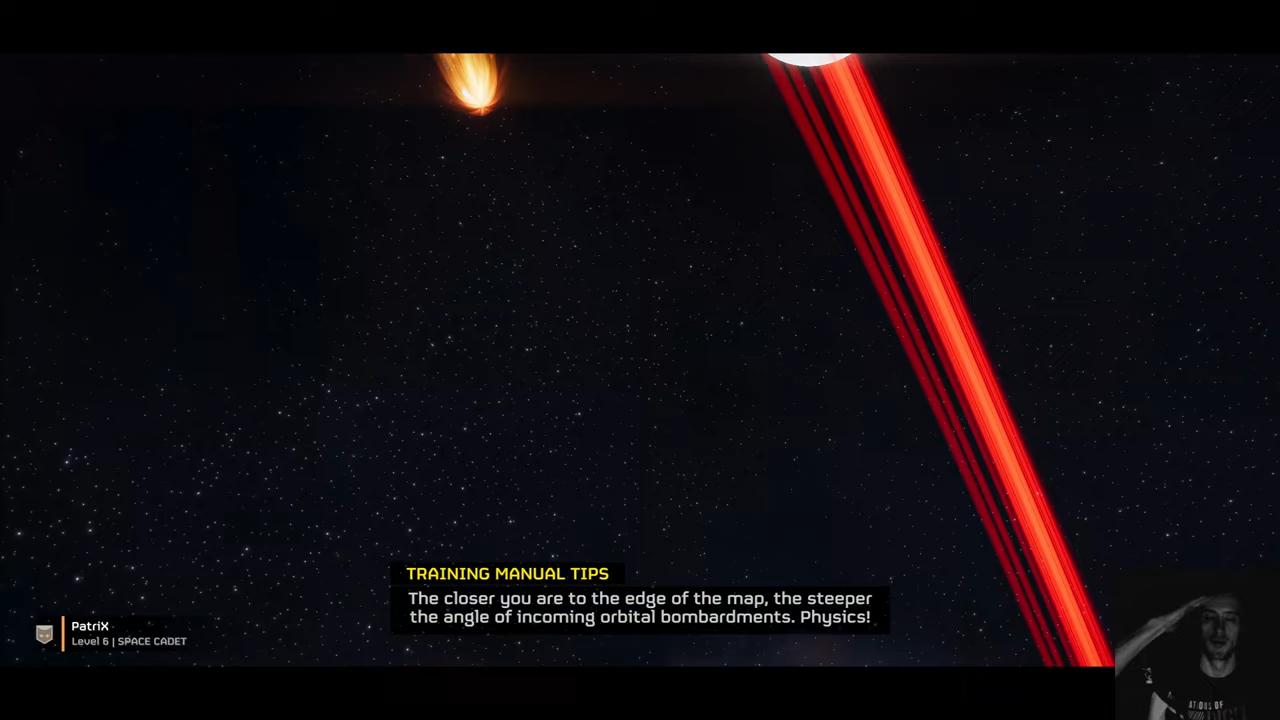 TRAINING MANUAL TIPS
The closer you are to the edge of the map, the steeper
the angle of incoming orbital bombardments. Physics!
PatriX
Level 6 | SPACE CADET